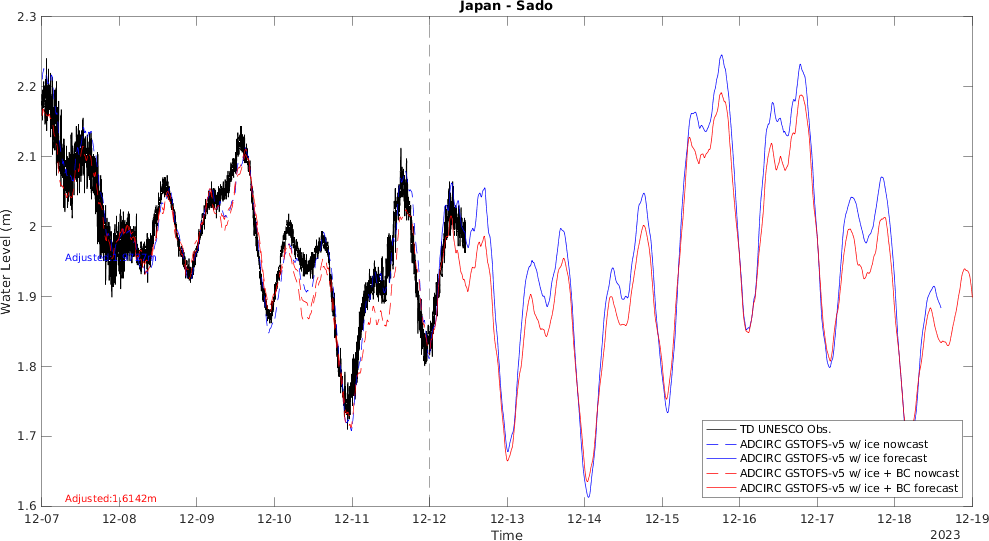 Japan - Sado
Water Level (m)
2.3
2.2
2.1
2
1.9
1.8
1.7
1.6
Adjusted:
Adjusted:1.6142m
TD UNESCO Obs.
ADCIRC GSTOFS-v5 w/ ice nowcast
ADCIRC GSTOFS-v5 w/ ice forecast
ADCIRC GSTOFS-v5 w/ ice + BC nowcast
ADCIRC GSTOFS-v5 w/ ice + BC forecast
12-07 12-08 12-09 12-10 12-11 12-12 12-13 12-14 12-15 12-16 12-17 12-18 12-19
Time
2023